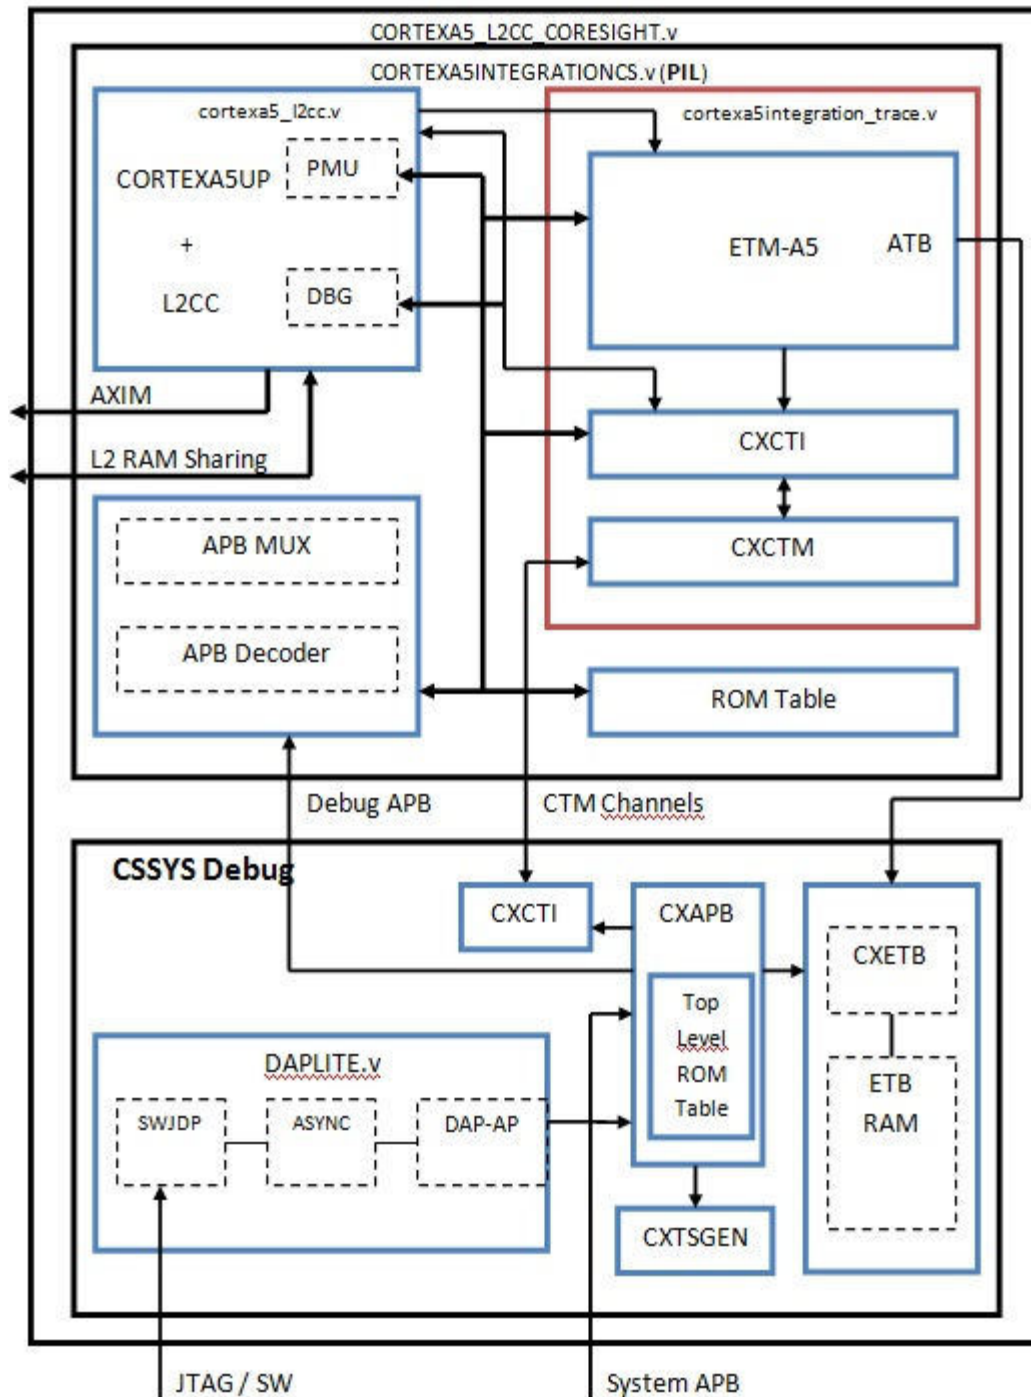 CORTEXA5_L2CC_CORESIGHT.v
CORTEXA5INTEGRATIONCS.v (PIL)
cortexa5_l2cc.v
cortexa5integration_trace.v
PMU
CORTEXA5UP
+
L2CC
DBG
ETM-A5
ATB
AXIM
L2 RAM Sharing
CXCTI
CXCTM
APB MUX
APB Decoder
ROM Table
Debug APB
CTM Channels
CSSYS Debug
CXCTI
CXAPB
CXETB
Top
Level
ROM
Table
ETB
RAM
DAPLITE.v
SWJDP
ASYNC
DAP-AP
CXTSGEN
JTAG / SW
System APB